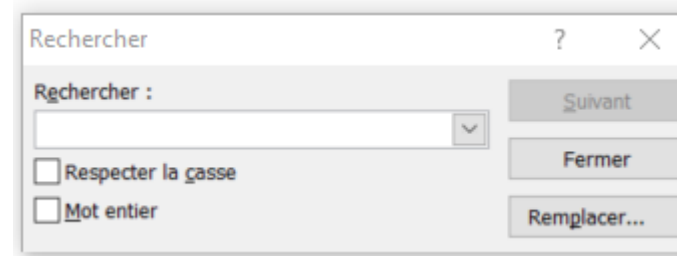 Rechercher ?
Rechercher :
Suivant
Respecter la casse
Fermer
Mot entier
Remplacer...